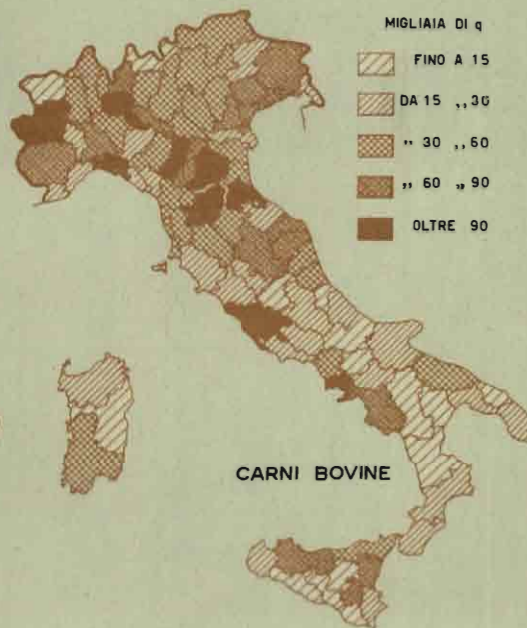 MIGLIAIA DI q
FINO A 15
DA 15 ,, 30
,, 30 ,, 60
,, 60 ,, 90
OLTRE 90
CARNI BOVINE